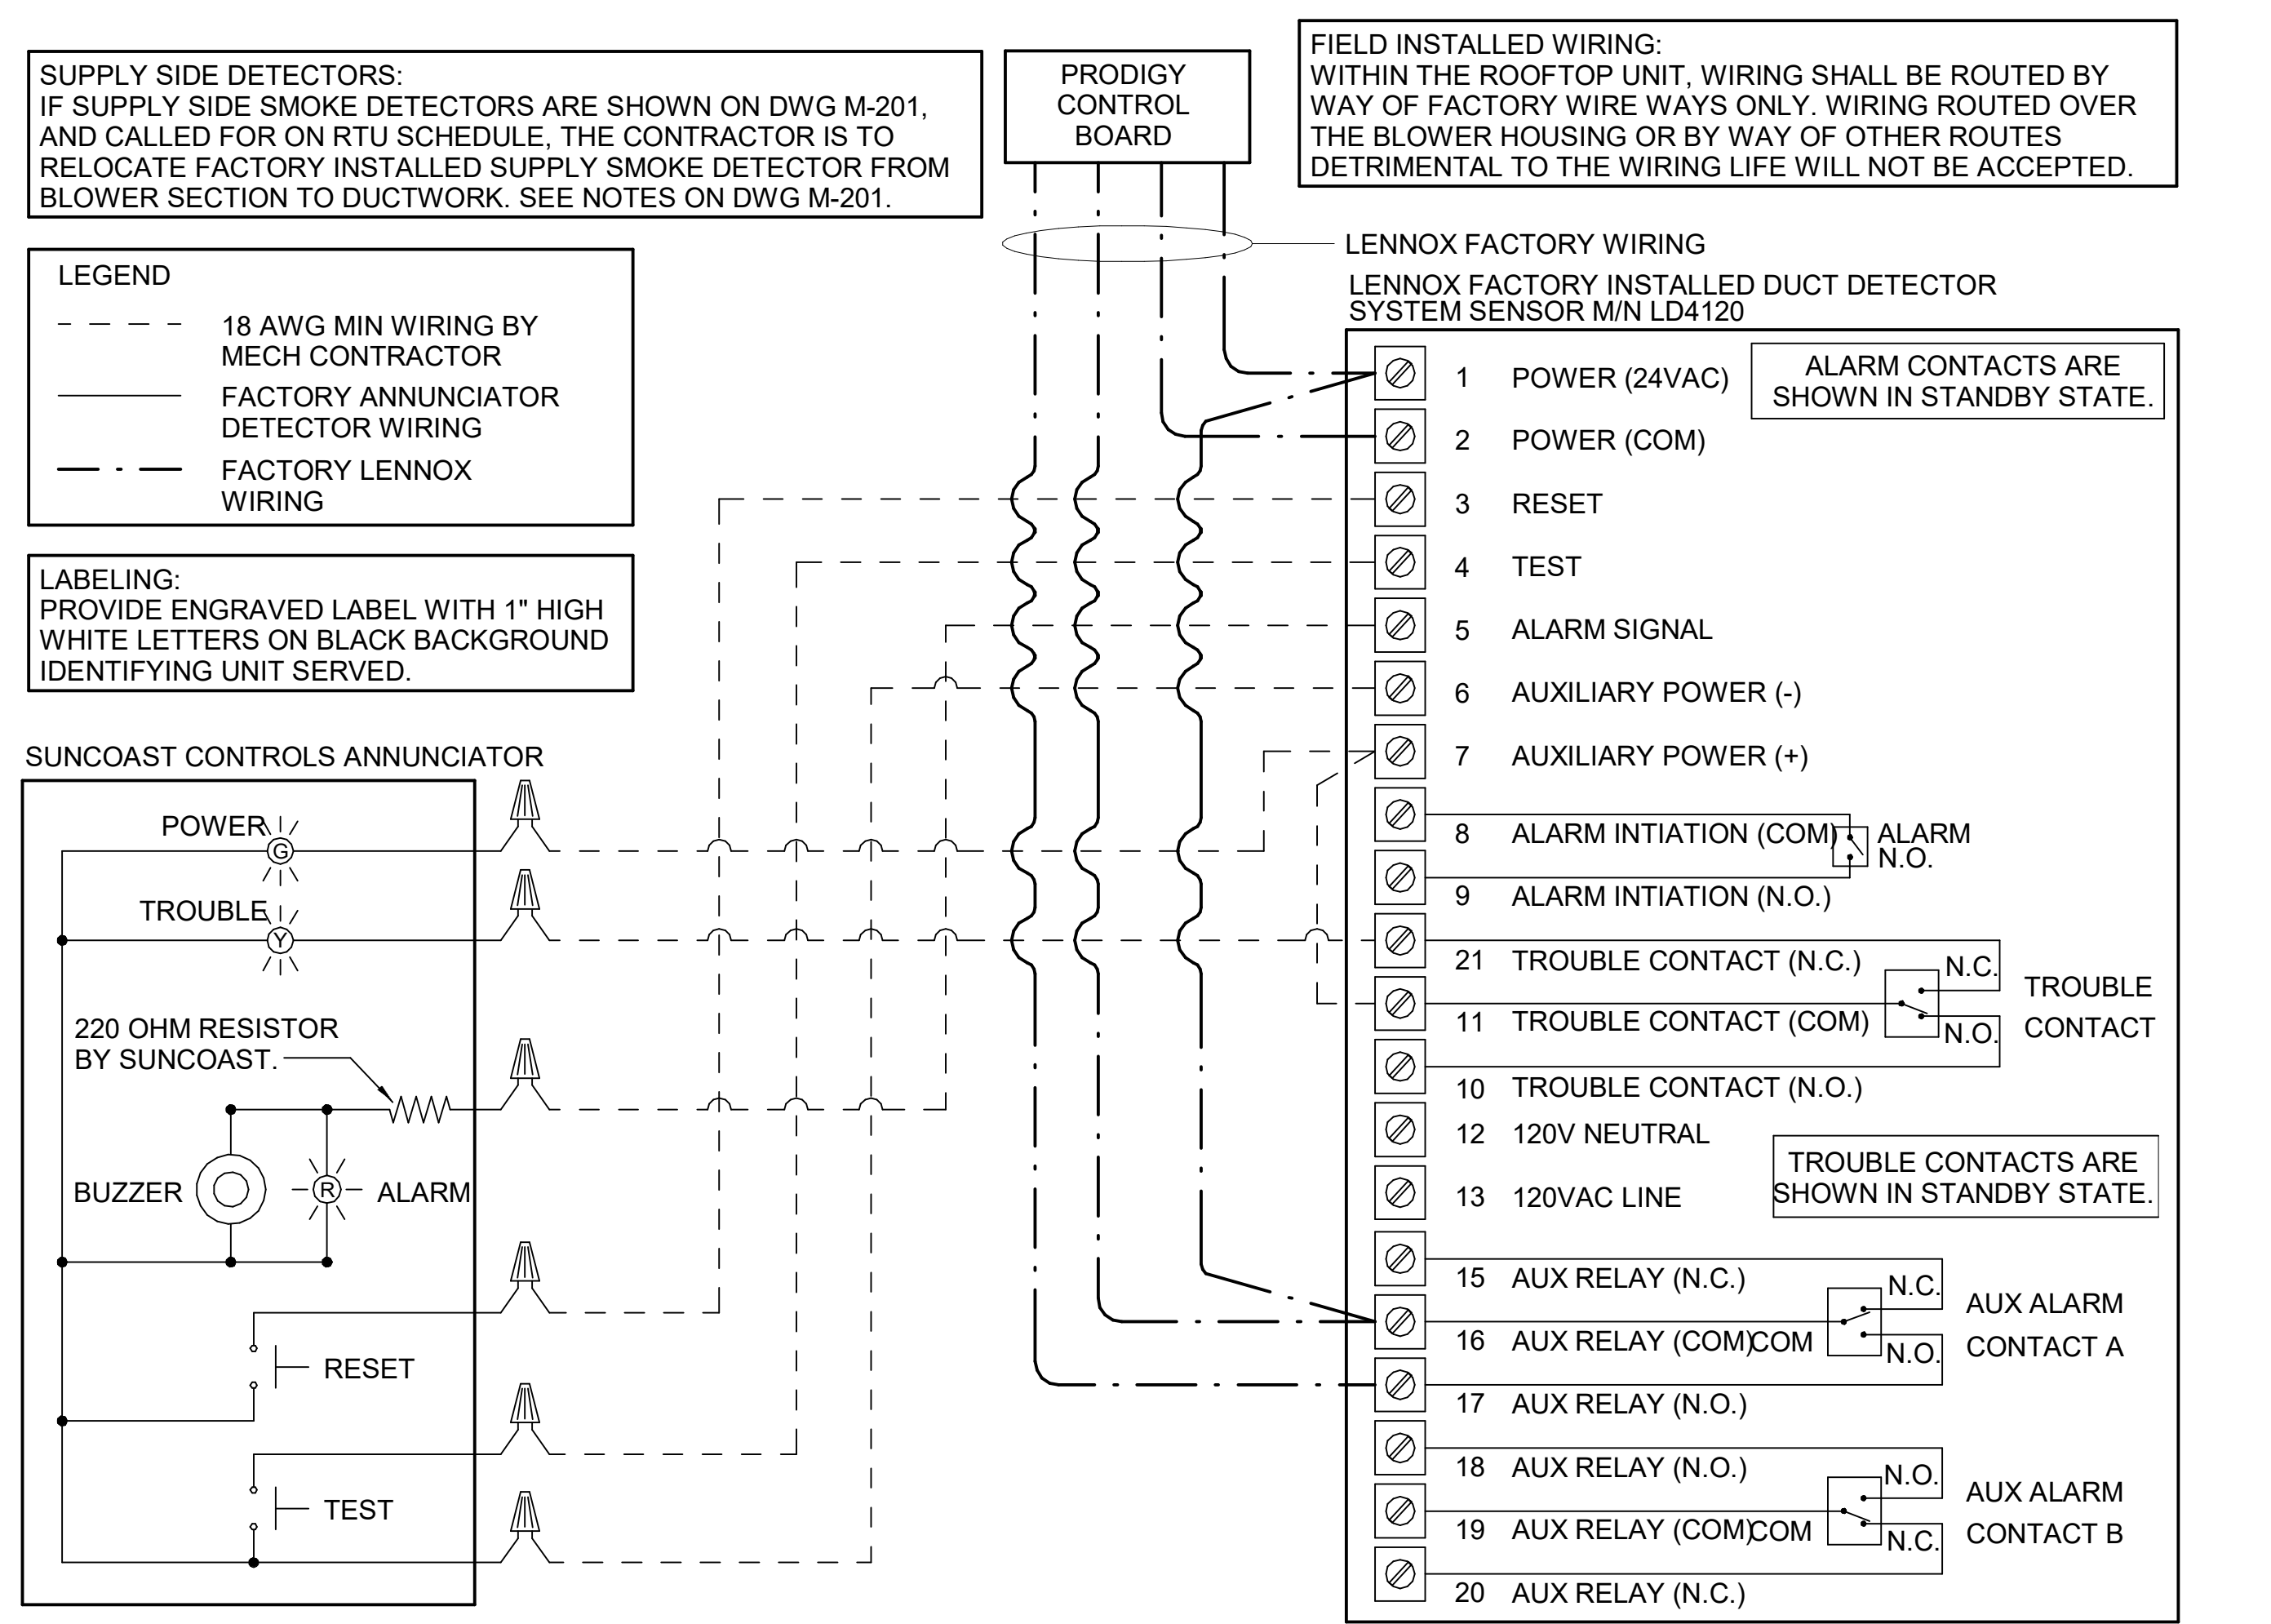 SUPPLY SIDE DETECTORS:
IF SUPPLY SIDE SMOKE DETECTORS ARE SHOWN ON DWG M-201,
AND CALLED FOR ON RTU SCHEDULE, THE CONTRACTOR IS TO
RELOCATE FACTORY INSTALLED SUPPLY SMOKE DETECTOR FROM
BLOWER SECTION TO DUCTWORK. SEE NOTES ON DWG M-201.
PRODIGY
CONTROL
BOARD
FIELD INSTALLED WIRING:
WITHIN THE ROOFTOP UNIT, WIRING SHALL BE ROUTED BY
WAY OF FACTORY WIRE WAYS ONLY. WIRING ROUTED OVER
THE BLOWER HOUSING OR BY WAY OF OTHER ROUTES
DETRIMENTAL TO THE WIRING LIFE WILL NOT BE ACCEPTED.
LEGEND
18 AWG MIN WIRING BY
MECH CONTRACTOR
FACTORY ANNUNCIATOR
DETECTOR WIRING
FACTORY LENNOX
WIRING
LABELING:
PROVIDE ENGRAVED LABEL WITH 1" HIGH
WHITE LETTERS ON BLACK BACKGROUND
IDENTIFYING UNIT SERVED.
SUNCOAST CONTROLS ANNUNCIATOR
POWER
G
TROUBLE
Y
220 OHM RESISTOR
BY SUNCOAST.
BUZZER
R
ALARM
RESET
TEST
LENNOX FACTORY WIRING
LENNOX FACTORY INSTALLED DUCT DETECTOR
SYSTEM SENSOR M/N LD4120
1 POWER (24VAC)
ALARM CONTACTS ARE
SHOWN IN STANDBY STATE.
2 POWER (COM)
3 RESET
4 TEST
5 ALARM SIGNAL
6 AUXILIARY POWER (-)
7 AUXILIARY POWER (+)
8 ALARM INTIATION (COM)
ALARM
N.O.
9 ALARM INTIATION (N.O.)
21 TROUBLE CONTACT (N.C.)
N.C.
TROUBLE
CONTACT
11 TROUBLE CONTACT (COM)
N.O.
10 TROUBLE CONTACT (N.O.)
12 120V NEUTRAL
13 120VAC LINE
TROUBLE CONTACTS ARE
SHOWN IN STANDBY STATE.
15 AUX RELAY (N.C.)
N.C.
AUX ALARM
CONTACT A
16 AUX RELAY (COM)
COM
N.O.
17 AUX RELAY (N.O.)
18 AUX RELAY (N.O.)
N.O.
AUX ALARM
CONTACT B
19 AUX RELAY (COM)
COM
N.C.
20 AUX RELAY (N.C.)